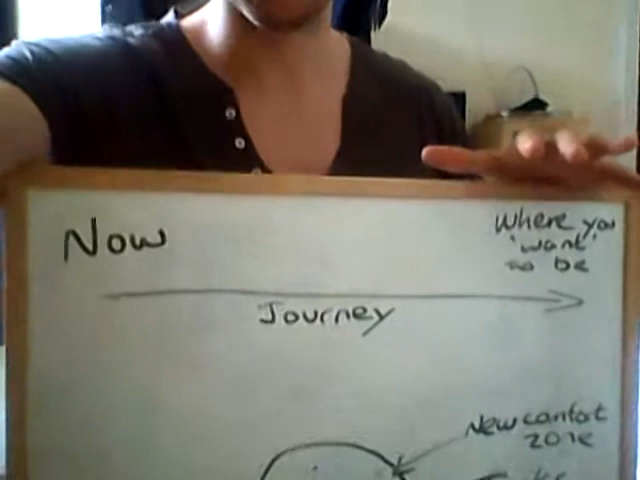 Now
Where you
'want'
to be
Journey
New comfort
zone